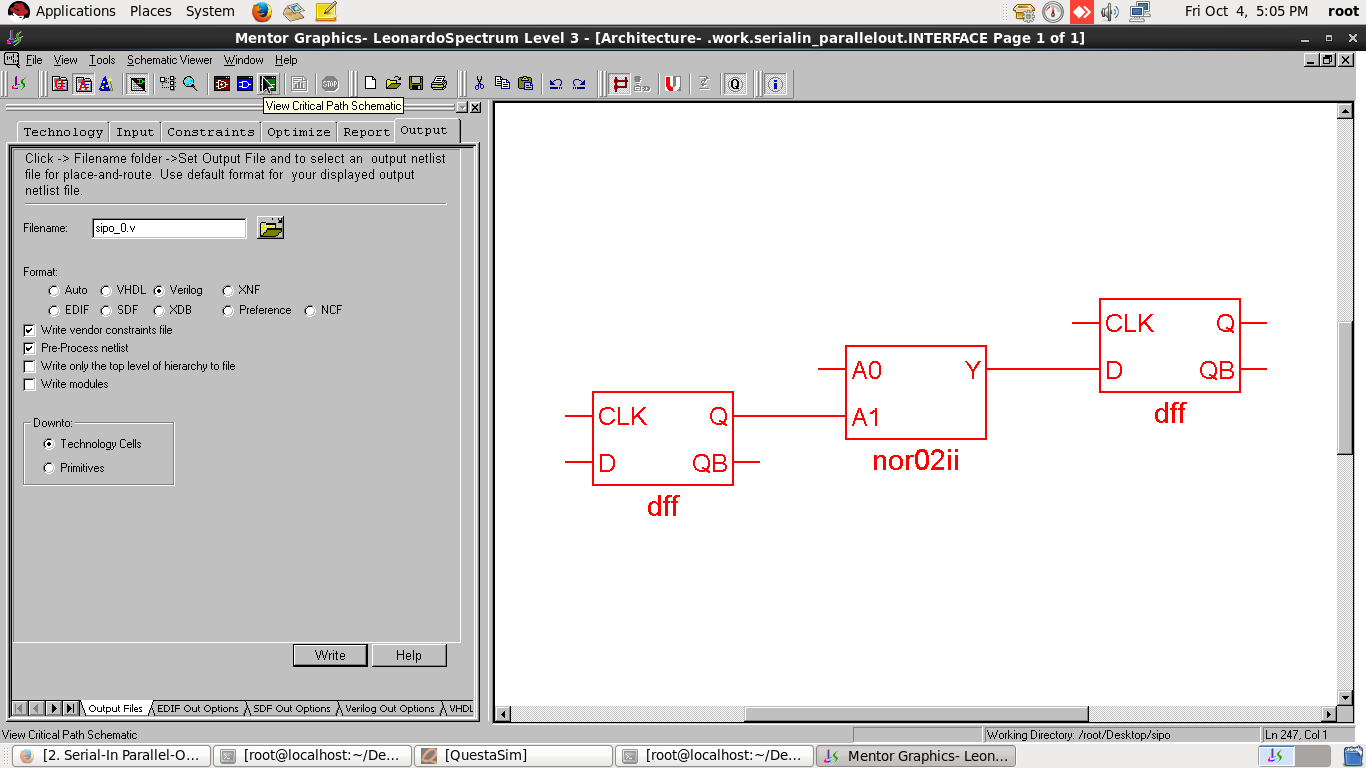 Applications Places System
Fri Oct 4, 5:05 PM root
Mentor Graphics- LeonardoSpectrum Level 3 - [Architecture- .work.serialin_parallelout.INTERFACE Page 1 of 1]
File View Tools Schematic Viewer Window Help
STOP
Q
View Critical Path Schematic
Technology Input Constraints Optimize Report Output
Click -> Filename folder ->Set Output File and to select an output netlist
file for place-and-route. Use default format for your displayed output
netlist file.
Filename: sipo_0.v
Format:
Auto VHDL Verilog XNF
EDIF SDF XDB Preference NCF
Write vendor constraints file
Pre-Process netlist
Write only the top level of hierarchy to file
Write modules
Downto:
Technology Cells
Primitives
Write Help
Output Files EDIF Out Options SDF Out Options Verilog Out Options VHDL
CLK Q
D QB
dff
A0 Y
A1
nor02ii
CLK Q
D QB
dff
View Critical Path Schematic
Working Directory: /root/Desktop/sipo
Ln 247, Col 1
[2. Serial-In Parallel-O...
[root@localhost:~/De...
[QuestaSim]
[root@localhost:~/De...
Mentor Graphics- Leon...